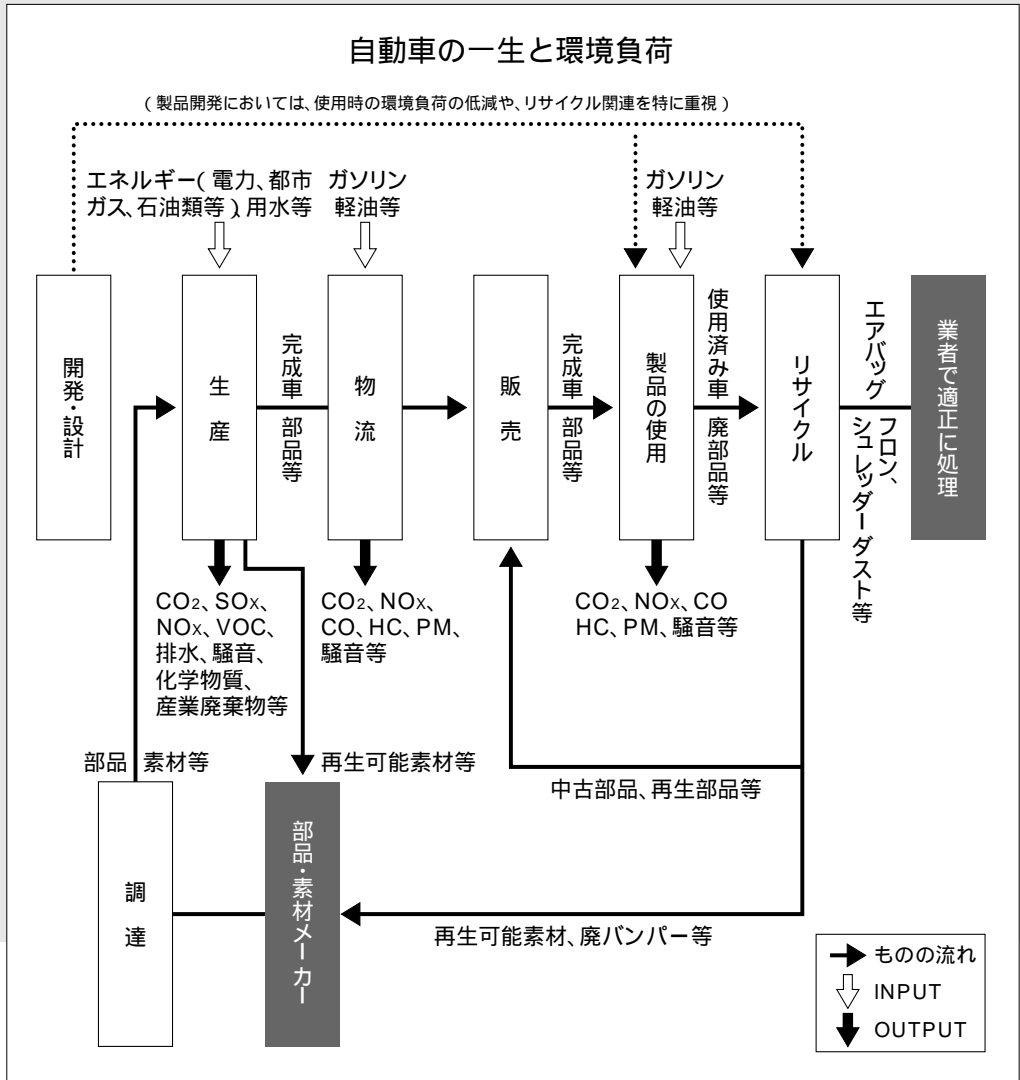 自動車の一生と環境負荷
（製品開発においては、使用時の環境負荷の低減や、リサイクル関連を特に重視）
エネルギー（電力、都市
ガス、石油類等）、用水等
ガソリン
軽油等
ガソリン
軽油等
開発・設計
生産
完成車
部品等
物流
販売
完成車
部品等
製品の使用
使用済み車
廃部品等
リサイクル
エアバッグ
フロン、
シュレッダーダスト等
業者で適正に処理
CO2、SOX、
NOX、VOC、
排水、騒音、
化学物質、
産業廃棄物等
CO2、NOX、
CO、HC、PM、
騒音等
CO2、NOX、CO
HC、PM、騒音等
部品 素材等
再生可能素材等
中古部品、再生部品等
調達
部品・素材メーカー
再生可能素材、廃バンパー等
ものの流れ
INPUT
OUTPUT